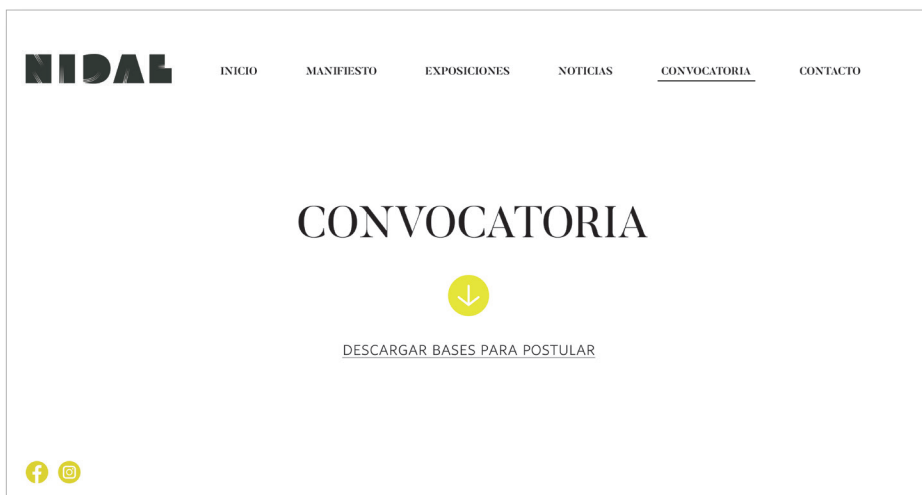 NIDAL
INICIO MANIFIESTO EXPOSICIONES NOTICIAS CONVOCATORIA CONTACTO
CONVOCATORIA
DESCARGAR BASES PARA POSTULAR